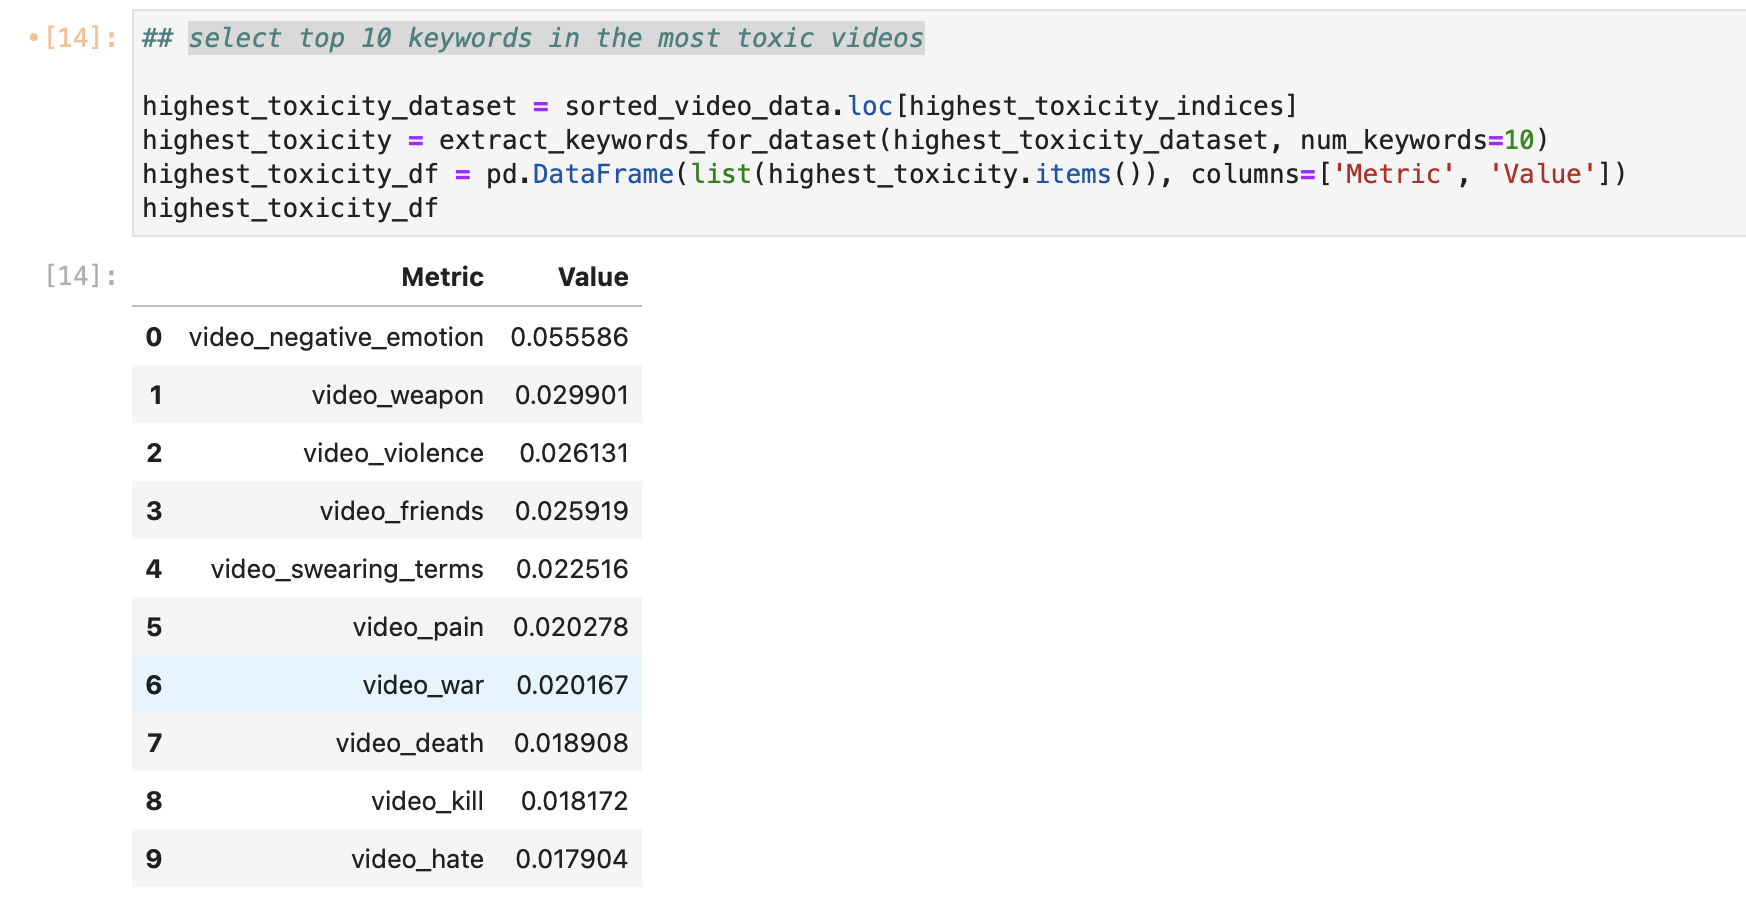 •[14]: ## select top 10 keywords in the most toxic videos
highest_toxicity_dataset = sorted_video_data.loc[highest_toxicity_indices]
highest_toxicity = extract_keywords_for_dataset(highest_toxicity_dataset, num_keywords=10)
highest_toxicity_df = pd.DataFrame(list(highest_toxicity.items()), columns=['Metric', 'Value'])
highest_toxicity_df
[14]: Metric Value
0 video_negative_emotion 0.055586
1 video_weapon 0.029901
2 video_violence 0.026131
3 video_friends 0.025919
4 video_swearing_terms 0.022516
5 video_pain 0.020278
6 video_war 0.020167
7 video_death 0.018908
8 video_kill 0.018172
9 video_hate 0.017904